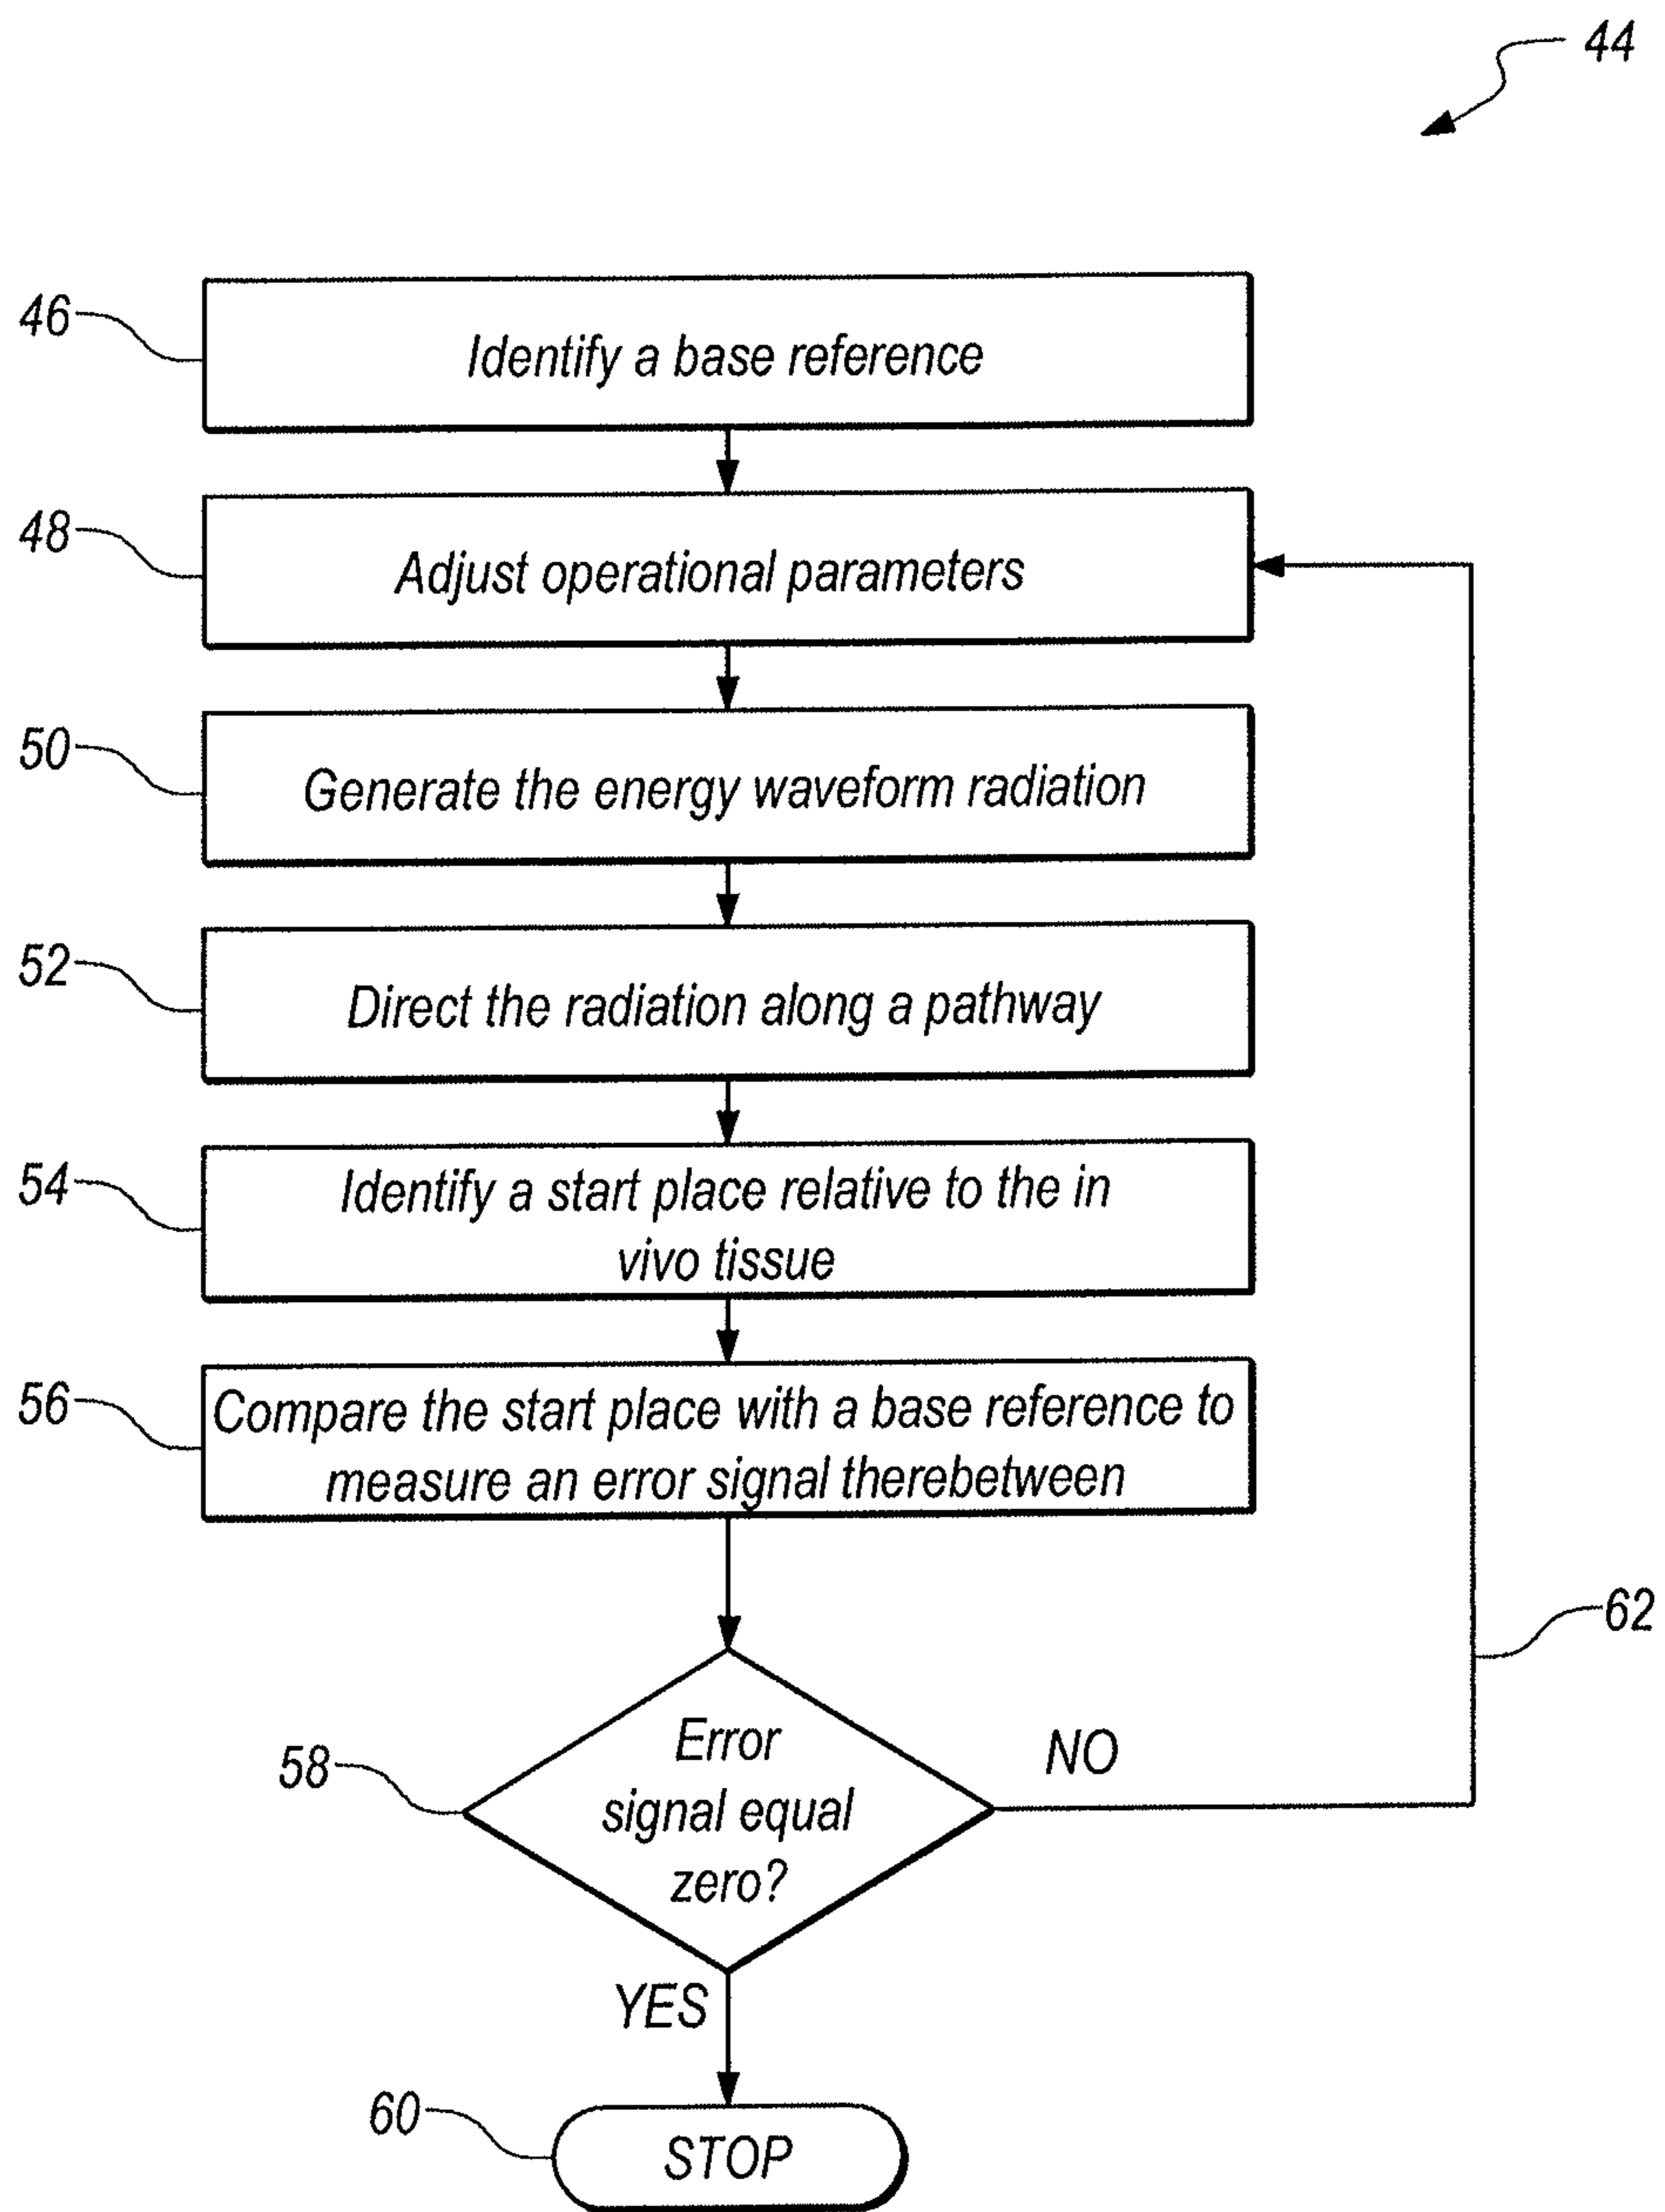 44
46
Identify a base reference
48
Adjust operational parameters
50
Generate the energy waveform radiation
52
Direct the radiation along a pathway
54
Identify a start place relative to the in
vivo tissue
56
Compare the start place with a base reference to
measure an error signal therebetween
62
58
Error
signal equal
zero?
NO
YES
60
STOP